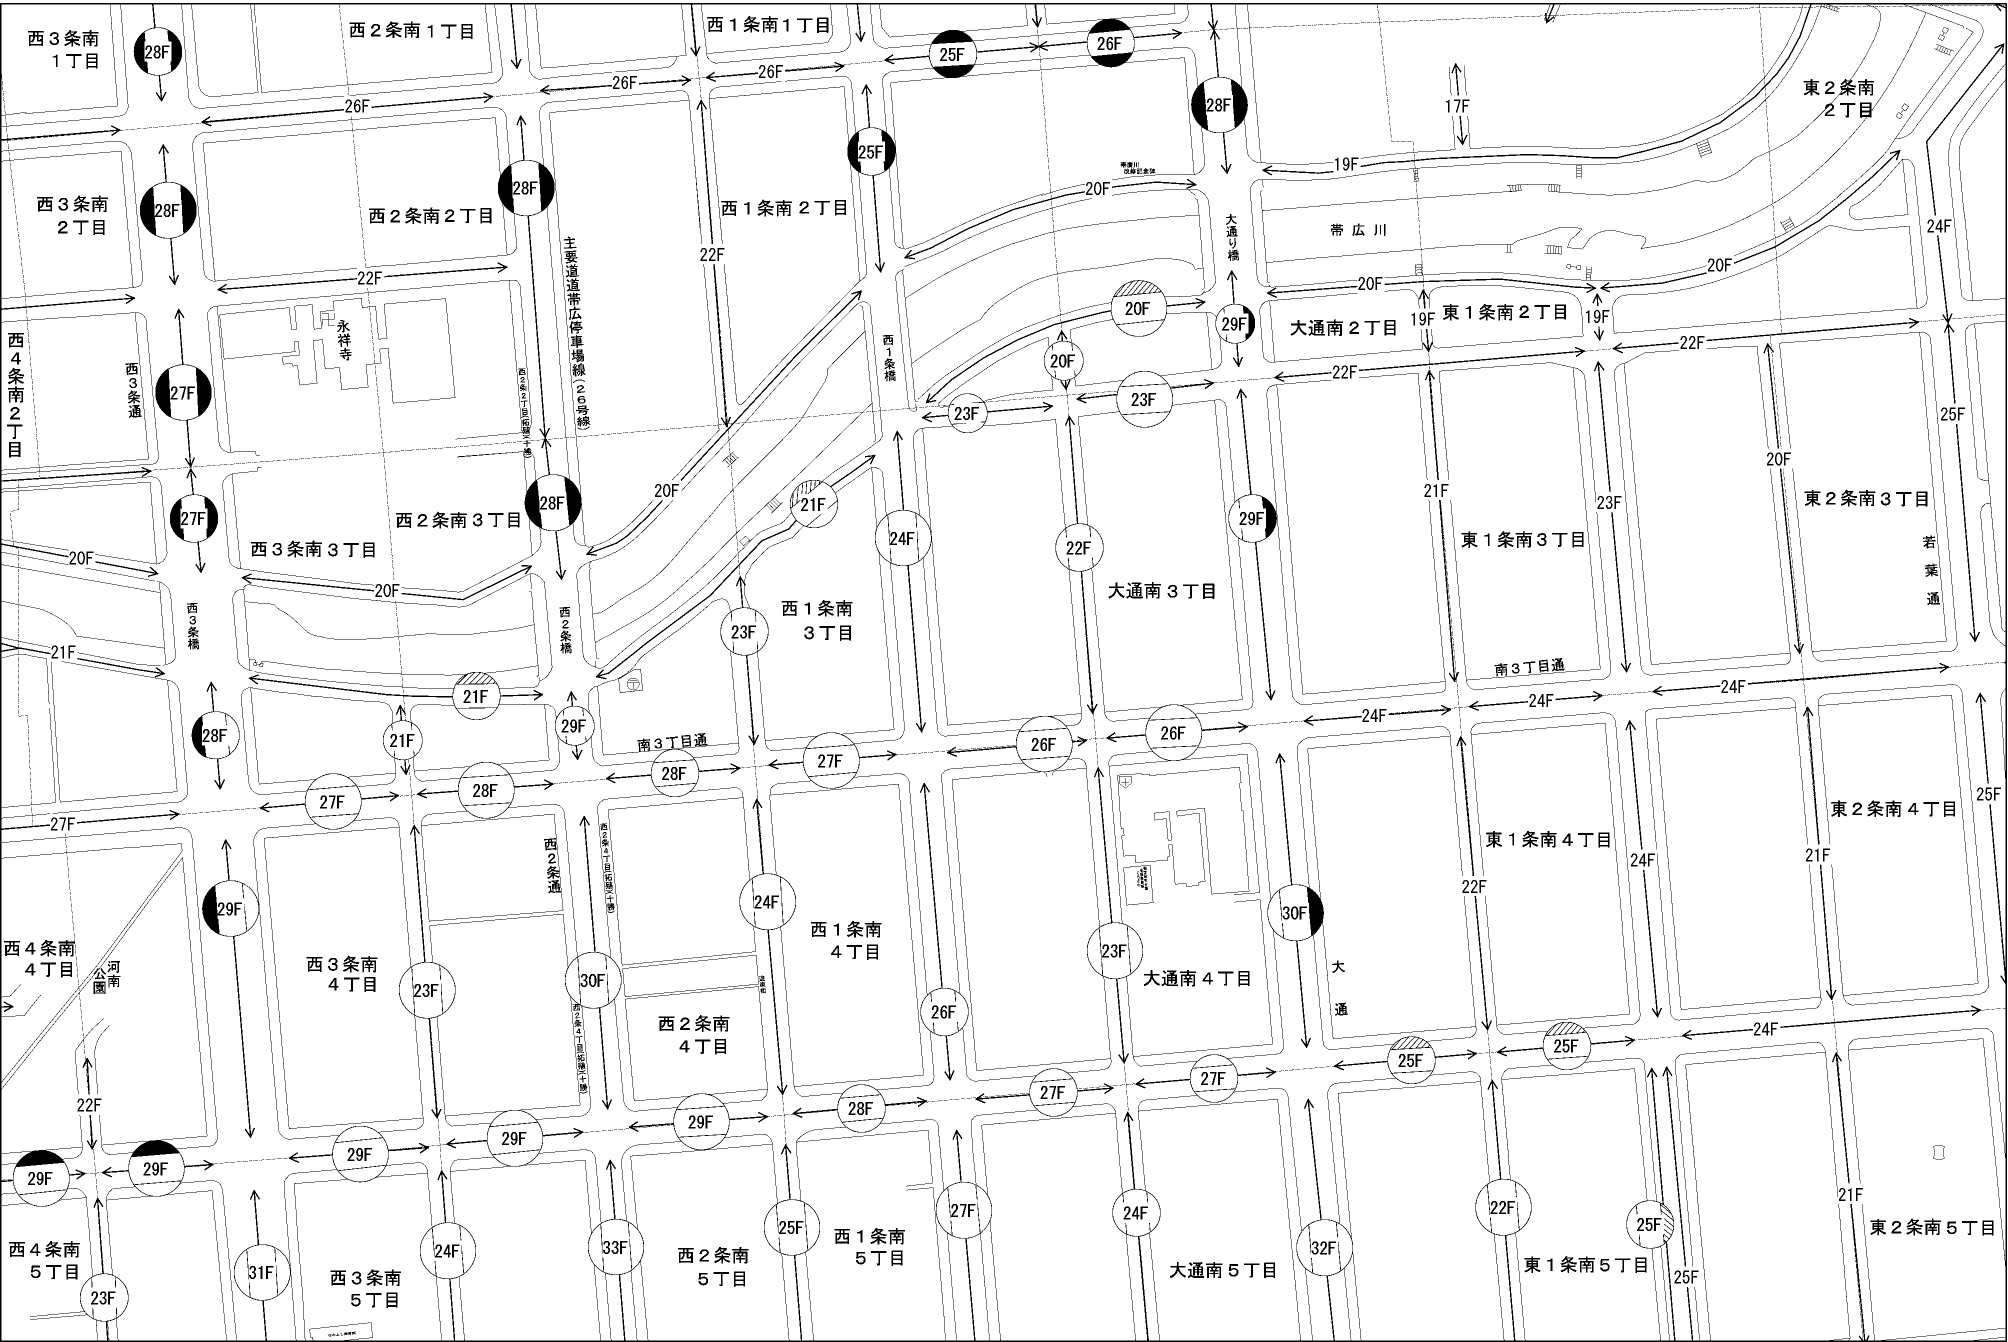 西３条南
１丁目
28F
西２条南１丁目
西１条南１丁目
25F
26F
26F
26F
26F
28F
17F
東２条南
２丁目
西３条南
２丁目
28F
西２条南２丁目
28F
西１条南２丁目
25F
22F
20F
19F
大通り橋
帯広川
24F
22F
主要道道帯広停車場線(２６号線)
20F
20F
20F
29F
大通南２丁目
19F
東１条南２丁目
19F
22F
22F
永祥寺
西４条南２丁目
西３条通
27F
西１条橋
20F
23F
23F
25F
27F
西２条南３丁目
28F
20F
21F
24F
22F
29F
21F
23F
20F
東２条南３丁目
西３条南３丁目
20F
20F
大通南３丁目
東１条南３丁目
若葉通
西３条橋
西２条橋
西１条南
３丁目
23F
21F
21F
29F
28F
21F
南３丁目通
南３丁目通
24F
24F
24F
27F
27F
28F
28F
27F
26F
26F
25F
西２条通
29F
24F
西１条南
４丁目
23F
30F
22F
東１条南４丁目
24F
21F
東２条南４丁目
西４条南
４丁目
河南
公園
西３条南
４丁目
23F
30F
西２条南
４丁目
26F
大通南４丁目
大通
25F
25F
24F
22F
29F
29F
29F
29F
29F
28F
27F
27F
西４条南
５丁目
23F
31F
西３条南
５丁目
24F
33F
西２条南
５丁目
25F
西１条南
５丁目
27F
24F
大通南５丁目
32F
22F
東１条南５丁目
25F
25F
21F
東２条南５丁目